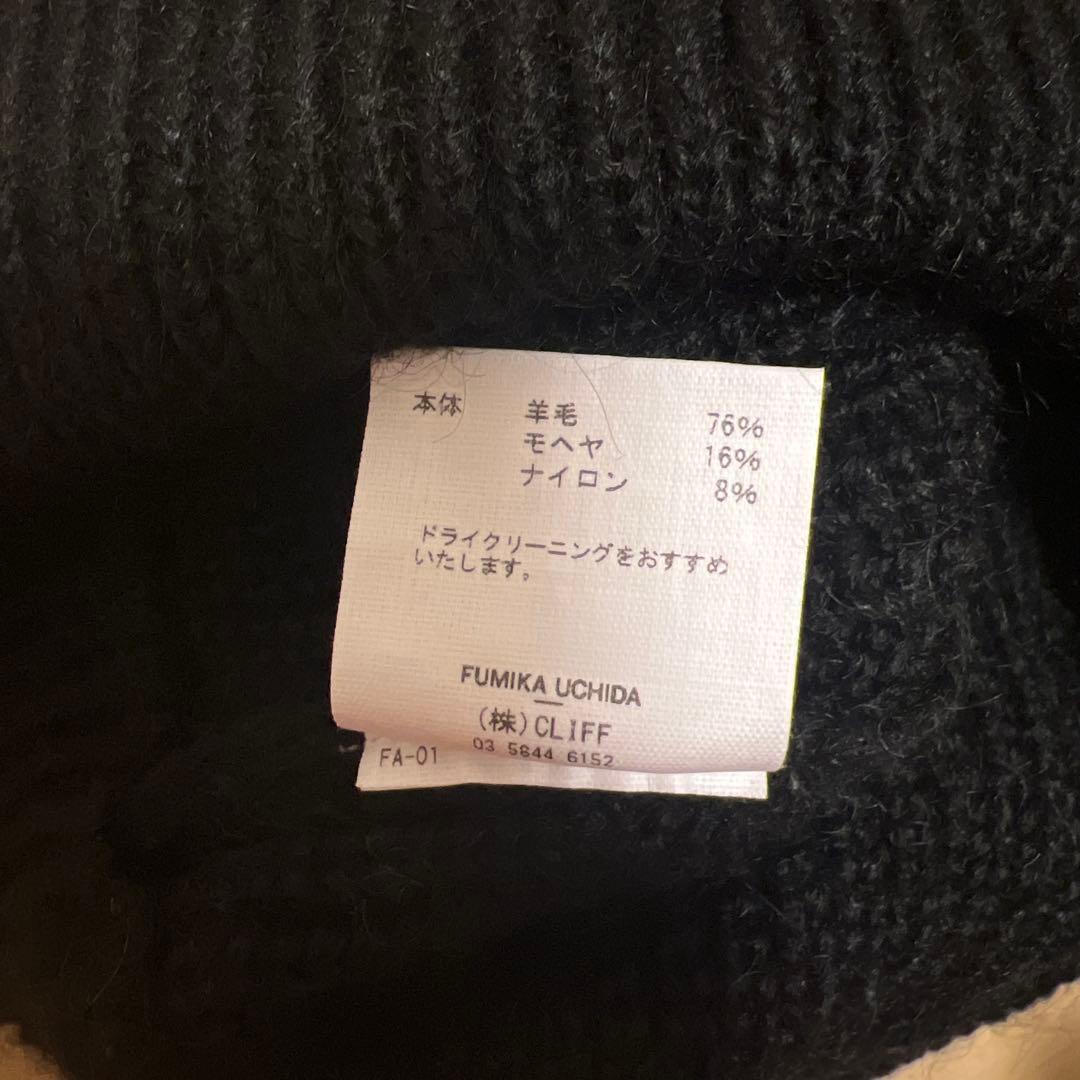 本体 羊毛 76%
モヘヤ 16%
ナイロン 8%
ドライクリーニングをおすすめ
いたします。
FUMIKA UCHIDA
(株)CLIFF
03 5844 6152
FA-01